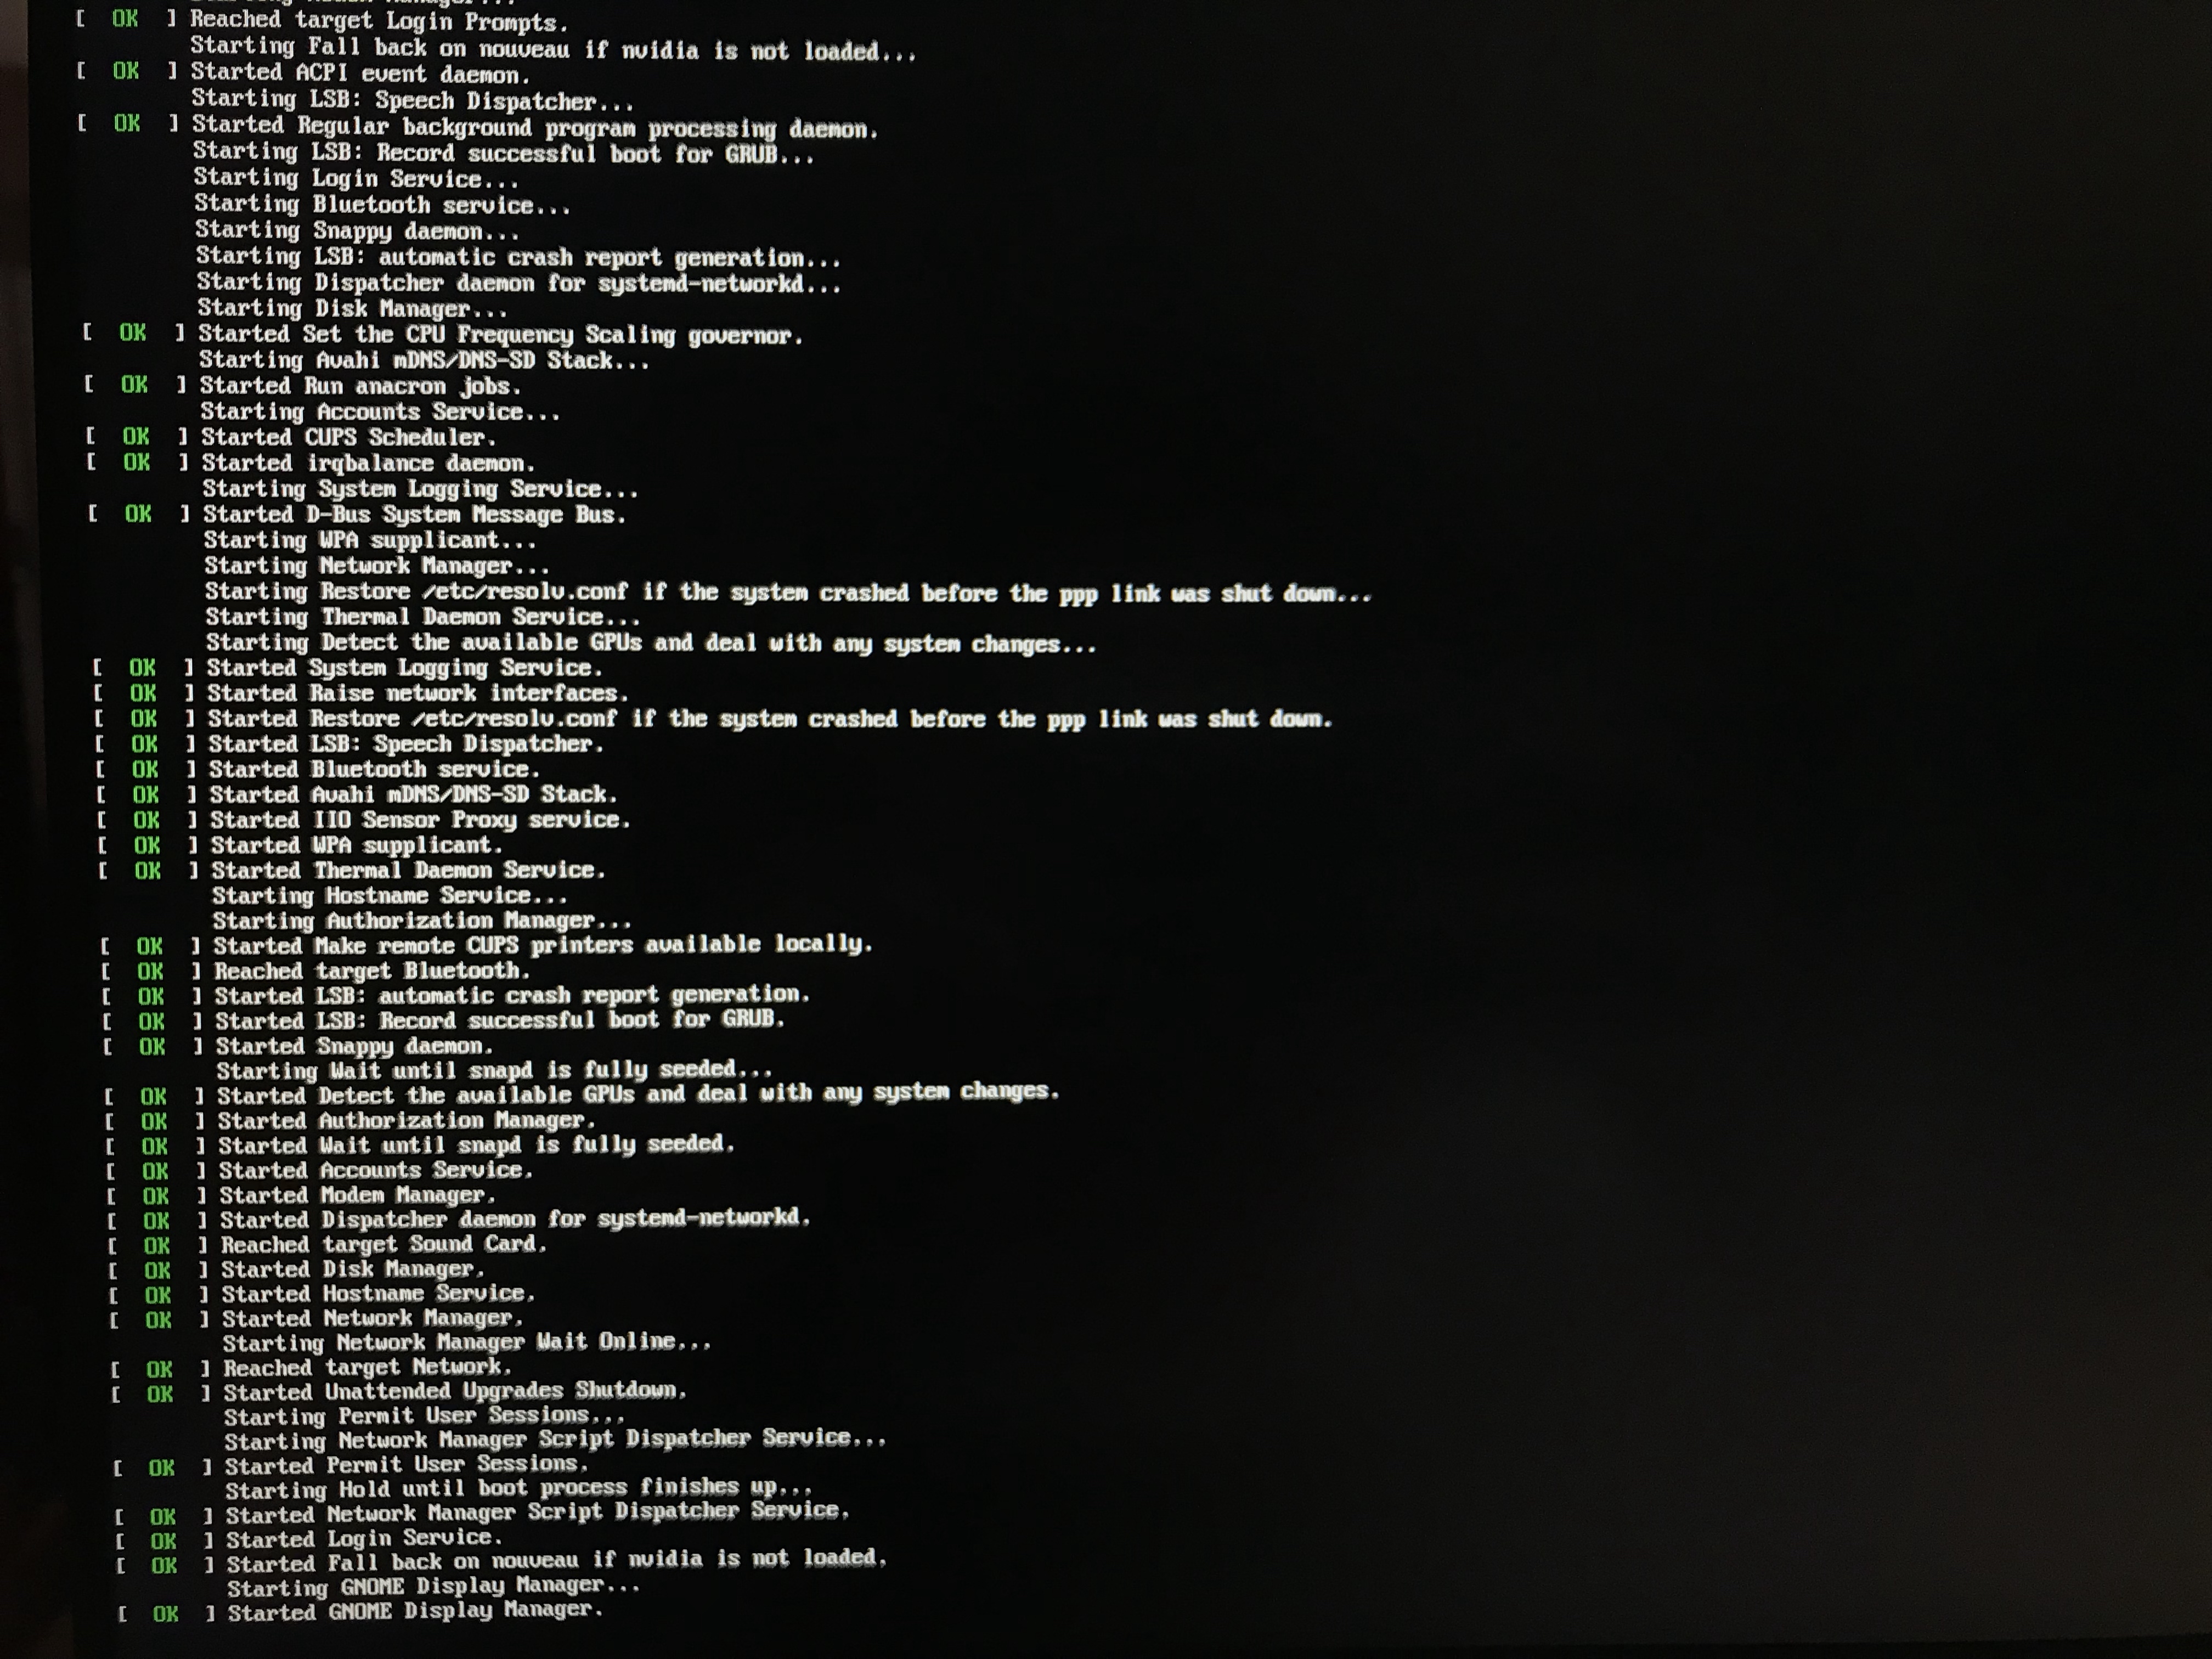 [  OK  ] Reached target Login Prompts.
Starting Fall back on nouveau if nvidia is not loaded...
[  OK  ] Started ACPI event daemon.
Starting LSB: Speech Dispatcher...
[  OK  ] Started Regular background program processing daemon.
Starting LSB: Record successful boot for GRUB...
Starting Login Service...
Starting Bluetooth service...
Starting Snappy daemon...
Starting LSB: automatic crash report generation...
Starting Dispatcher daemon for systemd-networkd...
Starting Disk Manager...
[  OK  ] Started Set the CPU Frequency Scaling governor.
Starting Avahi mDNS/DNS-SD Stack...
[  OK  ] Started Run anacron jobs.
Starting Accounts Service...
[  OK  ] Started CUPS Scheduler.
[  OK  ] Started irqbalance daemon.
Starting System Logging Service...
[  OK  ] Started D-Bus System Message Bus.
Starting WPA supplicant...
Starting Network Manager...
Starting Restore /etc/resolv.conf if the system crashed before the ppp link was shut down...
Starting Thermal Daemon Service...
Starting Detect the available GPUs and deal with any system changes...
[  OK  ] Started System Logging Service.
[  OK  ] Started Raise network interfaces.
[  OK  ] Started Restore /etc/resolv.conf if the system crashed before the ppp link was shut down.
[  OK  ] Started LSB: Speech Dispatcher.
[  OK  ] Started Bluetooth service.
[  OK  ] Started Avahi mDNS/DNS-SD Stack.
[  OK  ] Started IIO Sensor Proxy service.
[  OK  ] Started WPA supplicant.
[  OK  ] Started Thermal Daemon Service.
Starting Hostname Service...
Starting Authorization Manager...
[  OK  ] Started Make remote CUPS printers available locally.
[  OK  ] Reached target Bluetooth.
[  OK  ] Started LSB: automatic crash report generation.
[  OK  ] Started LSB: Record successful boot for GRUB.
[  OK  ] Started Snappy daemon.
Starting Wait until snapd is fully seeded...
[  OK  ] Started Detect the available GPUs and deal with any system changes.
[  OK  ] Started Authorization Manager.
[  OK  ] Started Wait until snapd is fully seeded.
[  OK  ] Started Accounts Service.
[  OK  ] Started Modem Manager.
[  OK  ] Started Dispatcher daemon for systemd-networkd.
[  OK  ] Reached target Sound Card.
[  OK  ] Started Disk Manager.
[  OK  ] Started Hostname Service.
[  OK  ] Started Network Manager.
Starting Network Manager Wait Online...
[  OK  ] Reached target Network.
[  OK  ] Started Unattended Upgrades Shutdown.
Starting Permit User Sessions...
Starting Network Manager Script Dispatcher Service...
[  OK  ] Started Permit User Sessions.
Starting Hold until boot process finishes up...
[  OK  ] Started Network Manager Script Dispatcher Service.
[  OK  ] Started Login Service.
[  OK  ] Started Fall back on nouveau if nvidia is not loaded.
Starting GNOME Display Manager...
[  OK  ] Started GNOME Display Manager.